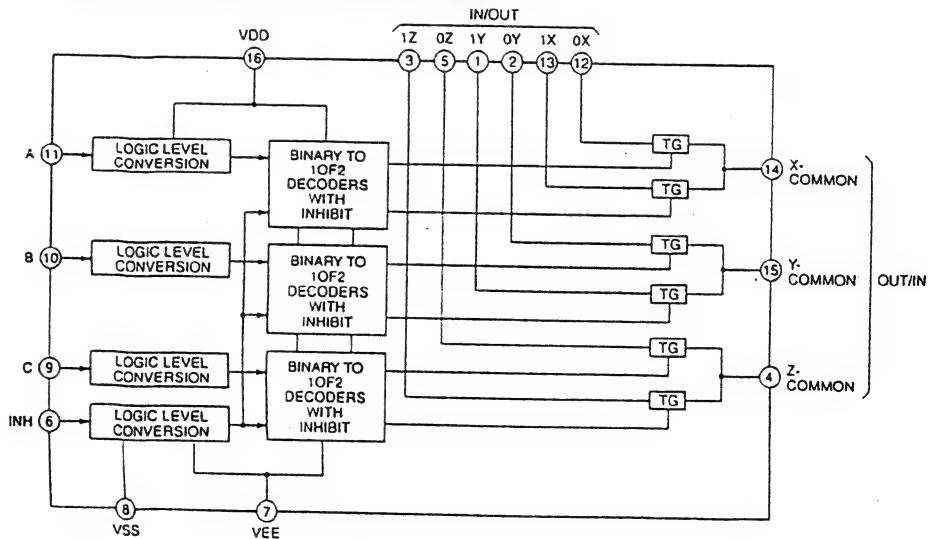 IN/OUT
VDD 1Z 0Z 1Y 0Y 1X 0X
16 3 5 1 2 13 12
A 11 LOGIC LEVEL
CONVERSION
BINARY TO
1OF2
DECODERS
WITH
INHIBIT
TG
TG
14 X-
COMMON
B 10 LOGIC LEVEL
CONVERSION
BINARY TO
1OF2
DECODERS
WITH
INHIBIT
TG
TG
15 Y-
COMMON
OUT/IN
C 9 LOGIC LEVEL
CONVERSION
BINARY TO
1OF2
DECODERS
WITH
INHIBIT
TG
TG
4 Z-
COMMON
INH 6 LOGIC LEVEL
CONVERSION
8 7
VSS VEE